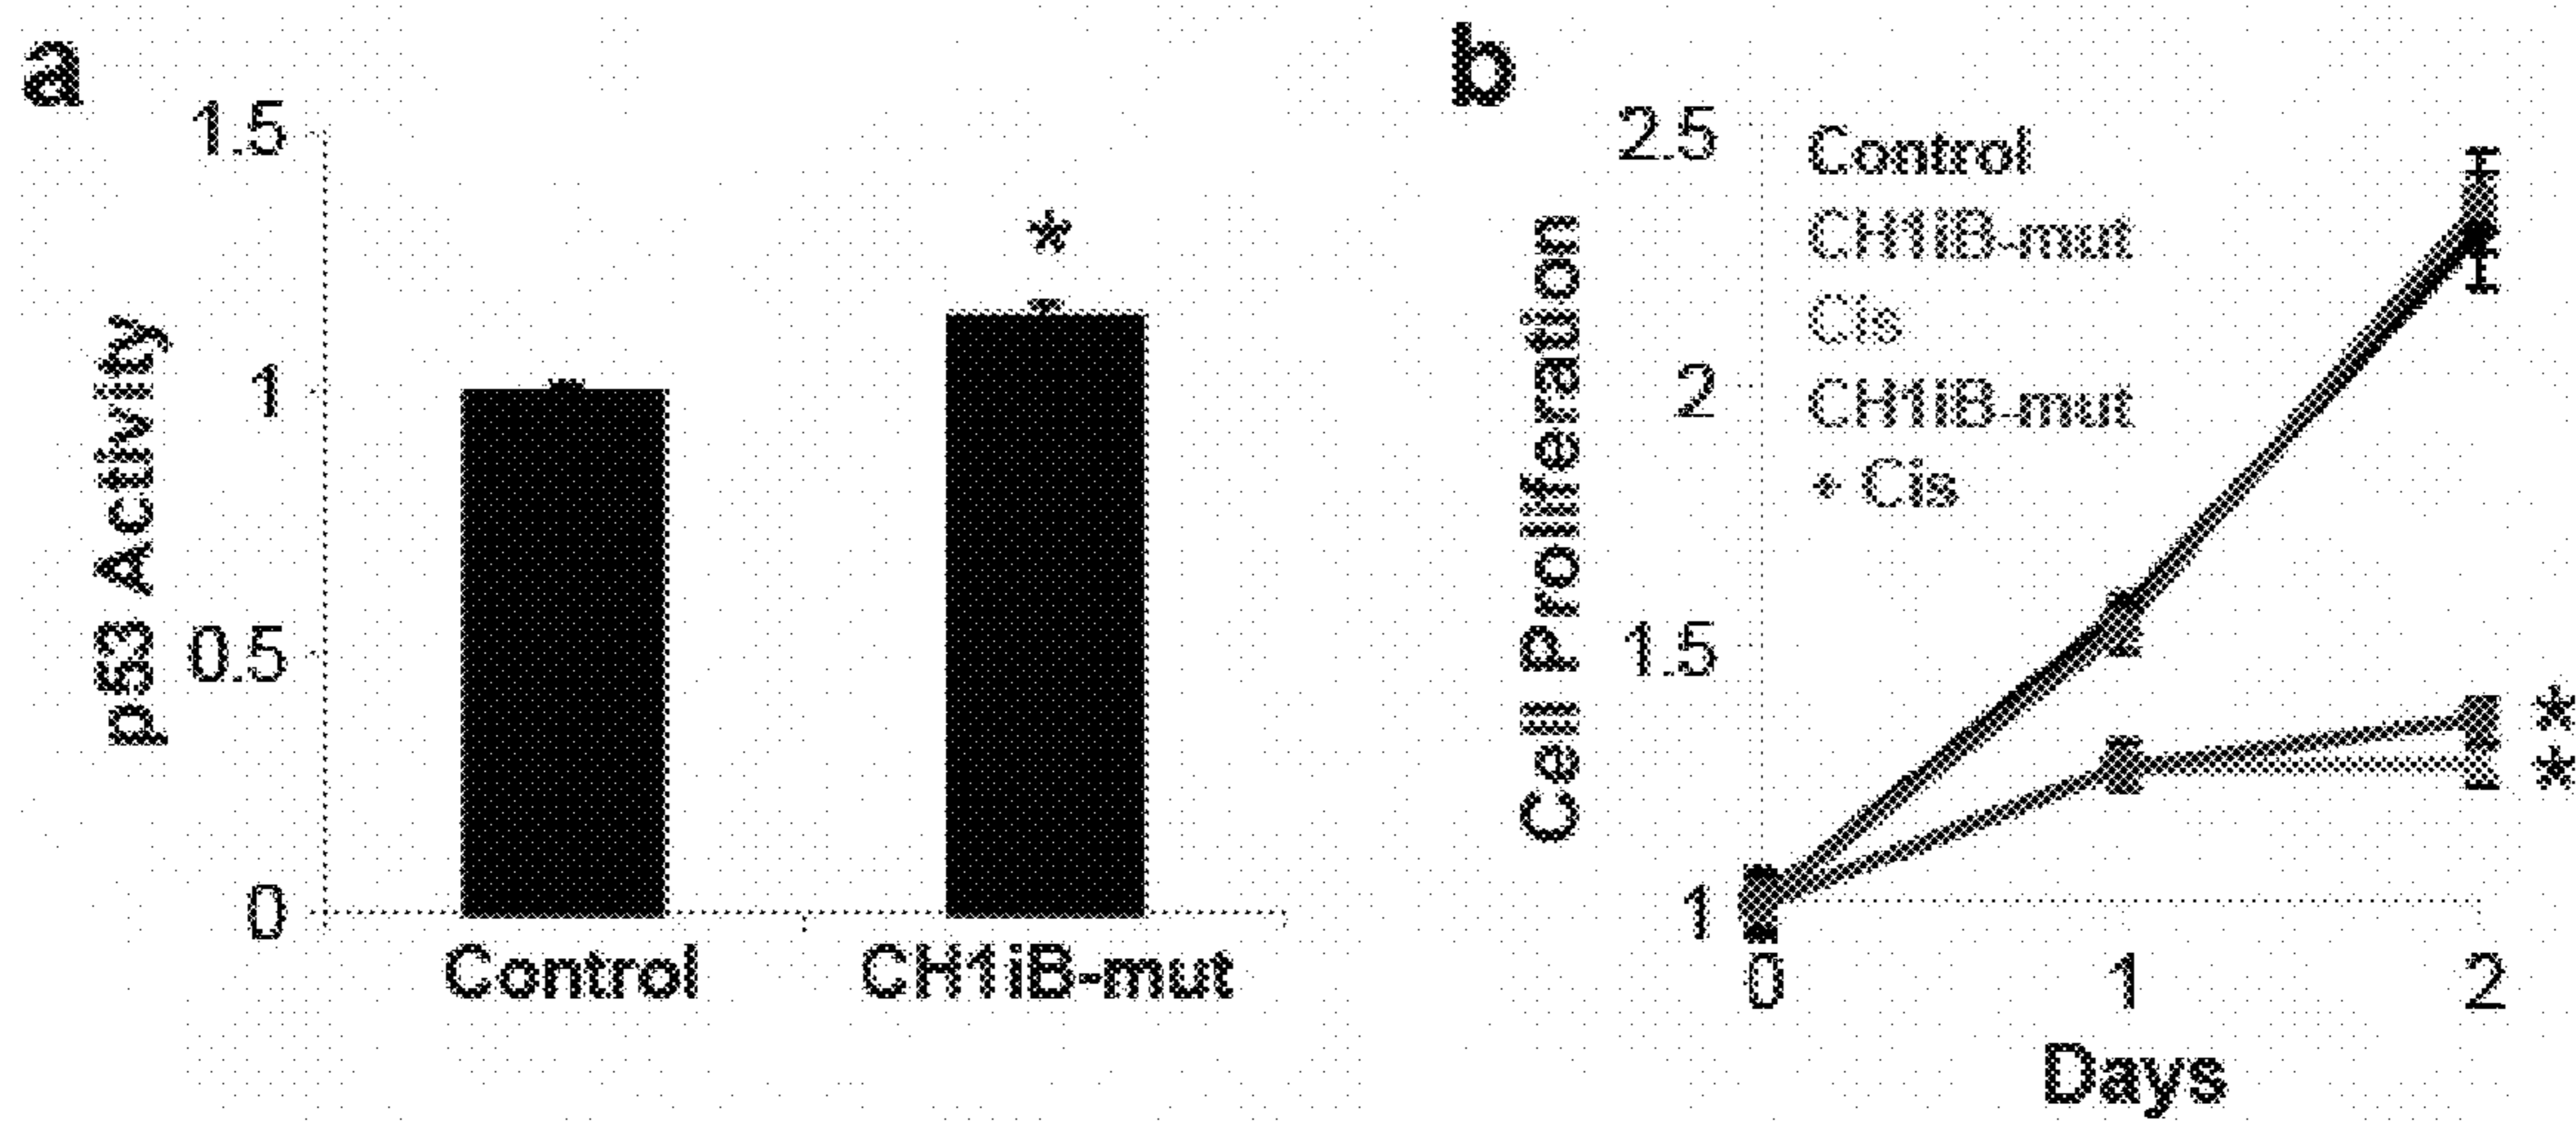 a
1.5
1
0.5
0
p53 Activity
*
Control
CH1iB-mut
b
2.5
2
1.5
1
Cell Proliferation
Control
CH1iB-mut
Cis
CH1iB-mut
+ Cis
*
*
0
1
2
Days